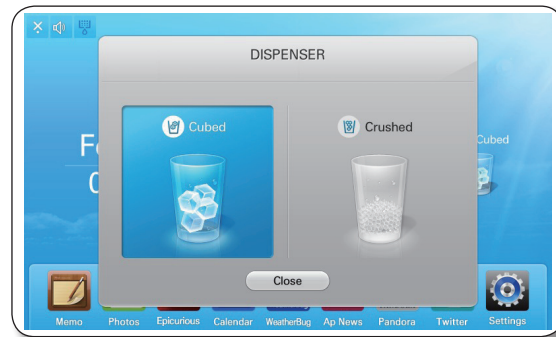 DISPENSER
Cubed
Crushed
Cubed
Close
Memo Photos Epicurious Calendar WeatherBug Ap News Pandora Twitter Settings